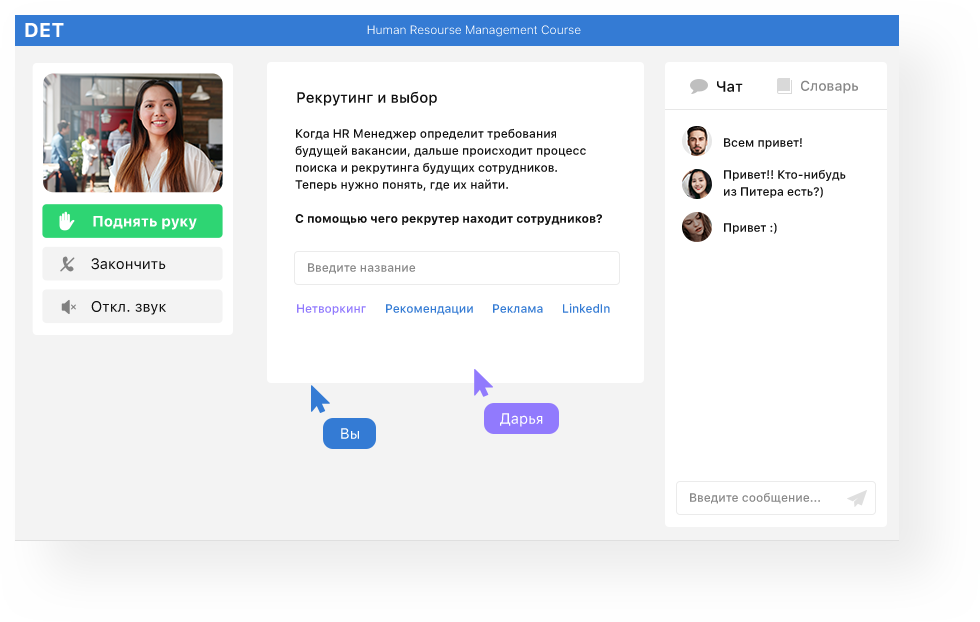 DET
Human Resourse Management Course
Поднять руку
Закончить
Откл. звук
Рекрутинг и выбор
Когда HR Менеджер определит требования
будущей вакансии, дальше происходит процесс
поиска и рекрутинга будущих сотрудников.
Теперь нужно понять, где их найти.
С помощью чего рекрутер находит сотрудников?
Введите название
Нетворкинг Рекомендации Реклама LinkedIn
Вы
Дарья
Чат Словарь
Всем привет!
Привет!! Кто-нибудь
из Питера есть?)
Привет :)
Введите сообщение...